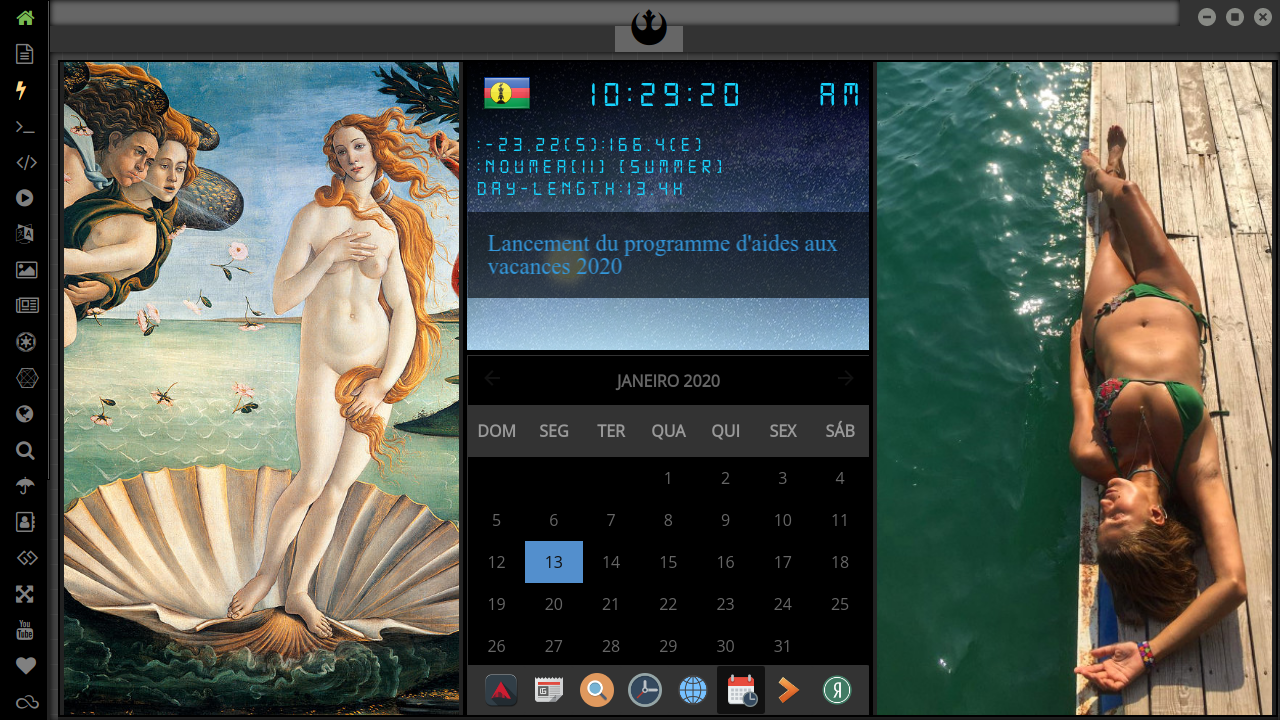 10:29:20 AM
:-23.22(S):166.4(E)
:NOUMEA(11) (SUMMER)
DAY-LENGTH:13.4H
Lancement du programme d'aides aux
vacances 2020
JANEIRO 2020
DOM SEG TER QUA QUI SEX SÁB
1 2 3 4
5 6 7 8 9 10 11
12 13 14 15 16 17 18
19 20 21 22 23 24 25
26 27 28 29 30 31
You
Tube
Я